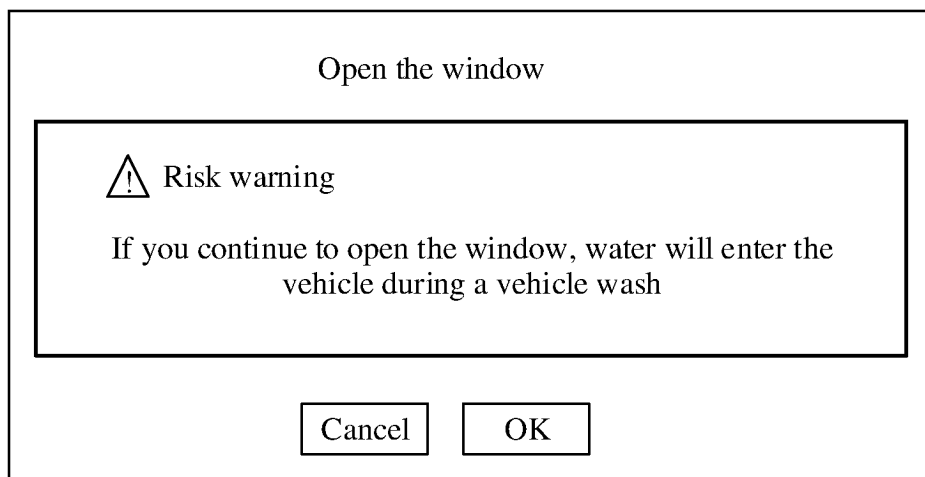 Open the window
Risk warning
If you continue to open the window, water will enter the
vehicle during a vehicle wash
Cancel OK